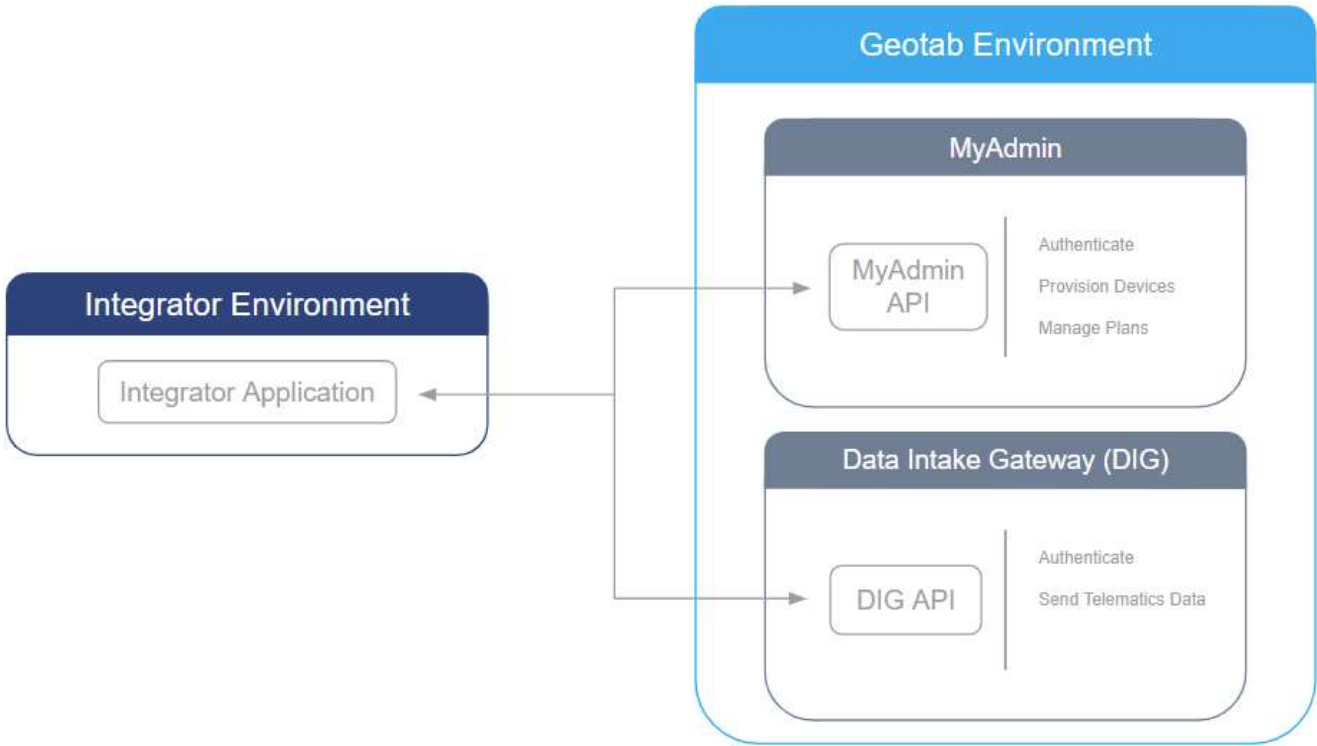 Geotab Environment
MyAdmin
MyAdmin
API
Authenticate
Provision Devices
Manage Plans
Integrator Environment
Integrator Application
Data Intake Gateway (DIG)
DIG API
Authenticate
Send Telematics Data